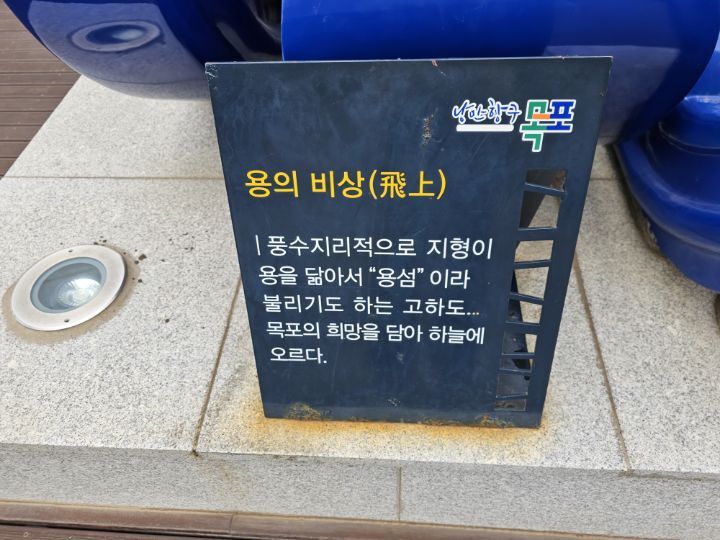 낭만항구 목포
용의 비상(飛上)
| 풍수지리적으로 지형이
용을 닮아서 “용섬” 이라
불리기도 하는 고하도...
목포의 희망을 담아 하늘에
오르다.